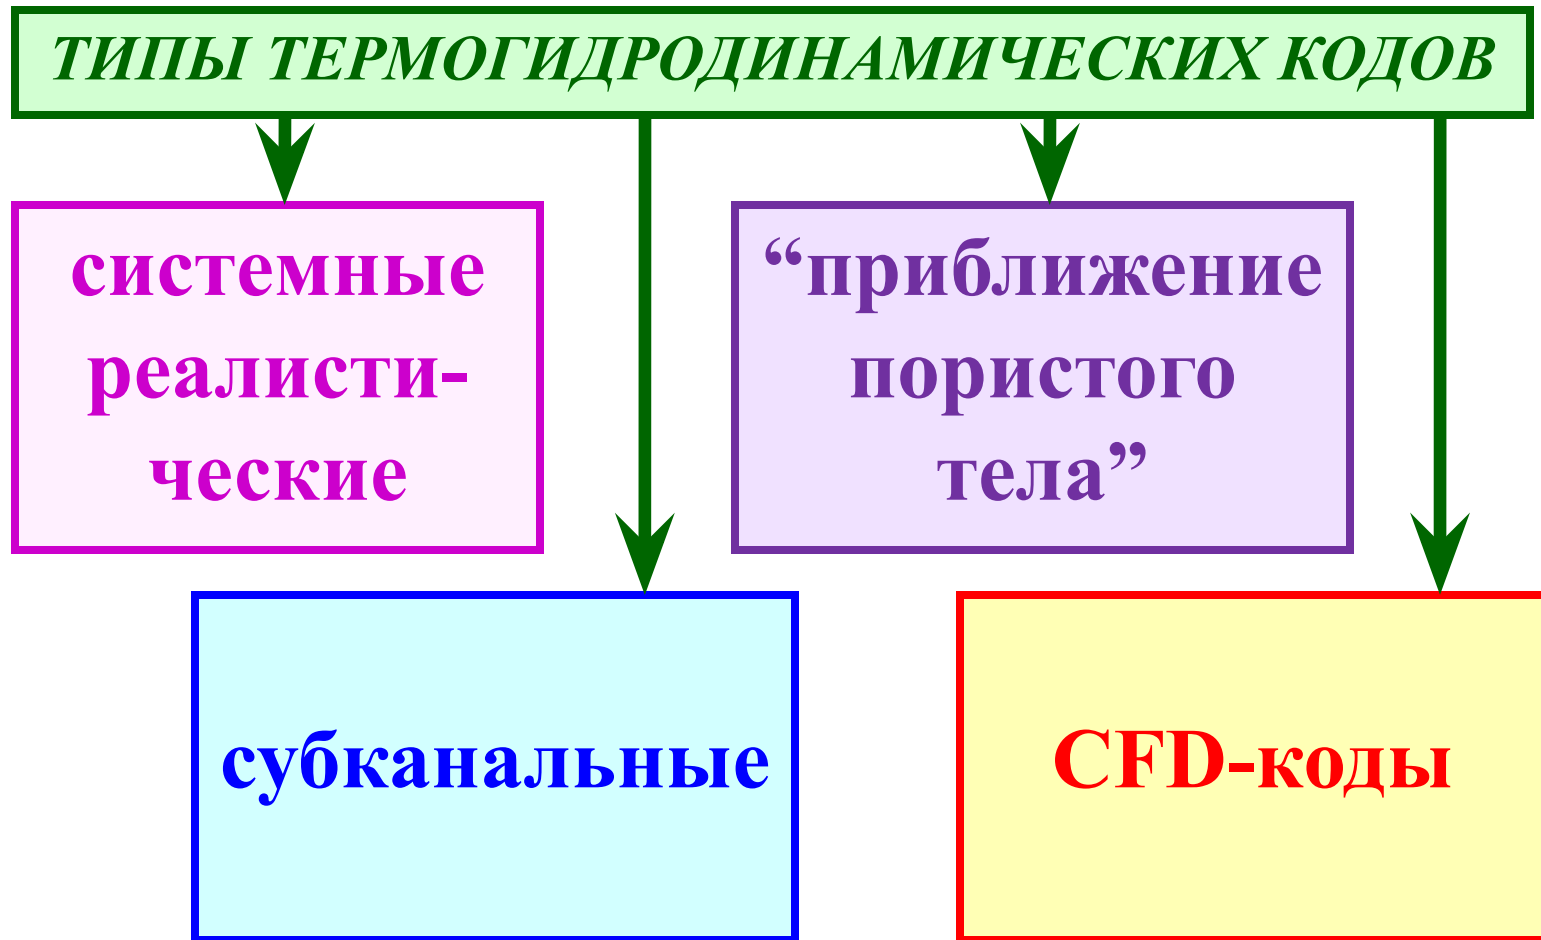 ТИПЫ ТЕРМОГИДРОДИНАМИЧЕСКИХ КОДОВ
системные
реалисти-
ческие
“приближение
пористого
тела”
субканальные
CFD-коды